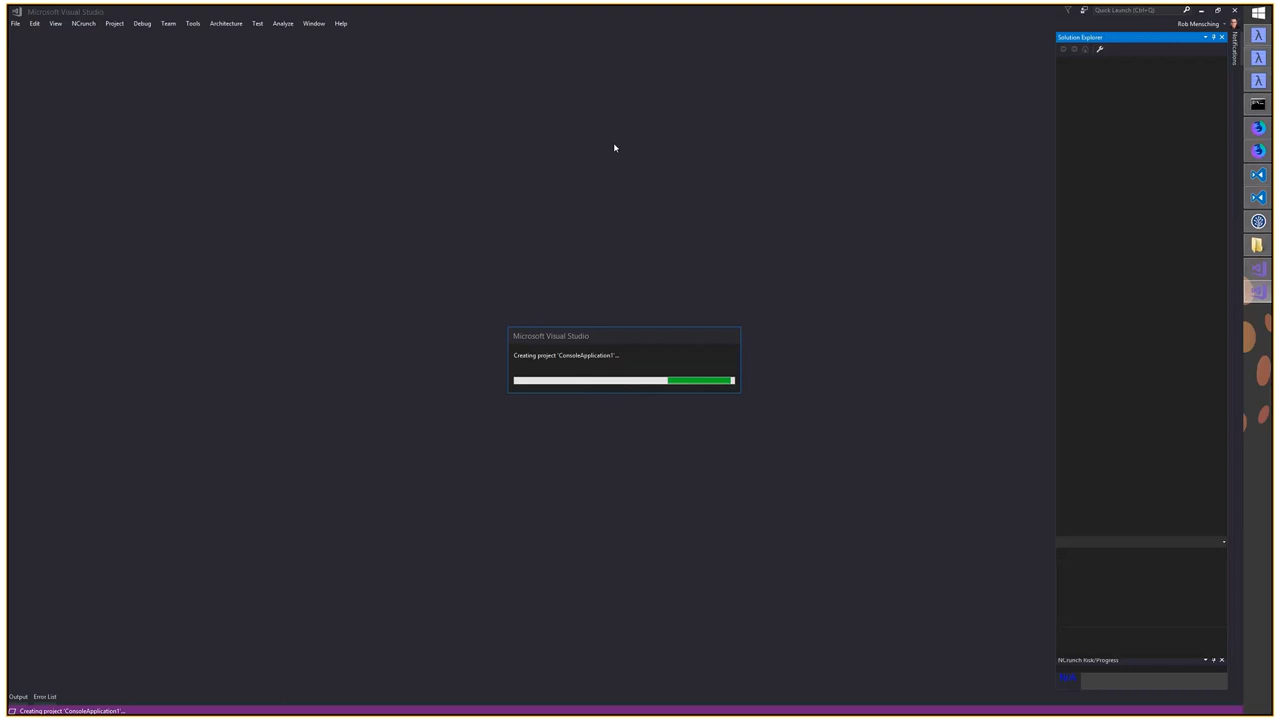 Microsoft Visual Studio
Quick Launch (Ctrl+Q)
File Edit View NCrunch Project Debug Team Tools Architecture Test Analyze Window Help
Rob Mensching
Solution Explorer
Notifications
Microsoft Visual Studio
Creating project 'ConsoleApplication1'...
NCrunch Risk/Progress
Output Error List
Creating project 'ConsoleApplication1'...